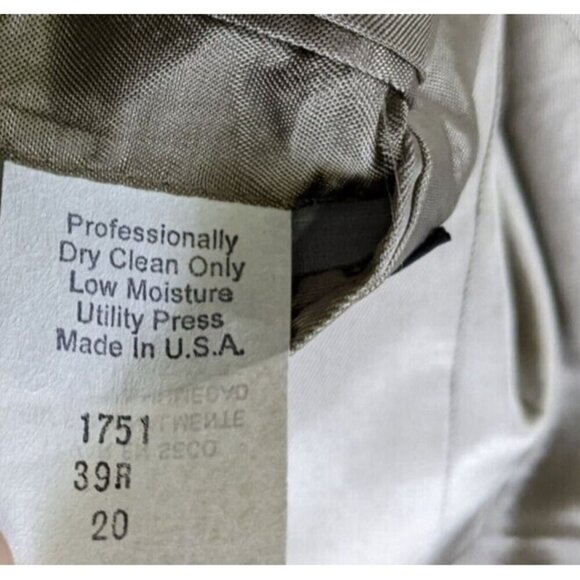 Professionally
Dry Clean Only
Low Moisture
Utility Press
Made In U.S.A.
1751
39R
20